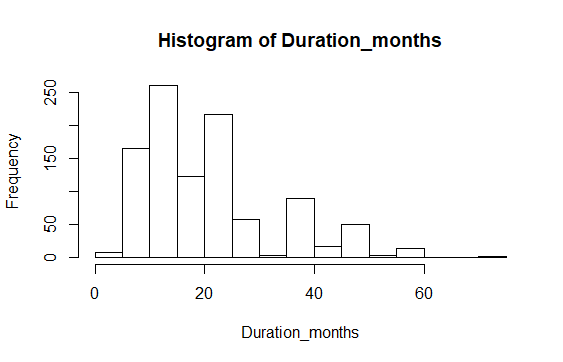 Histogram of Duration_months
Frequency
250
150
50
0
0 20 40 60
Duration_months